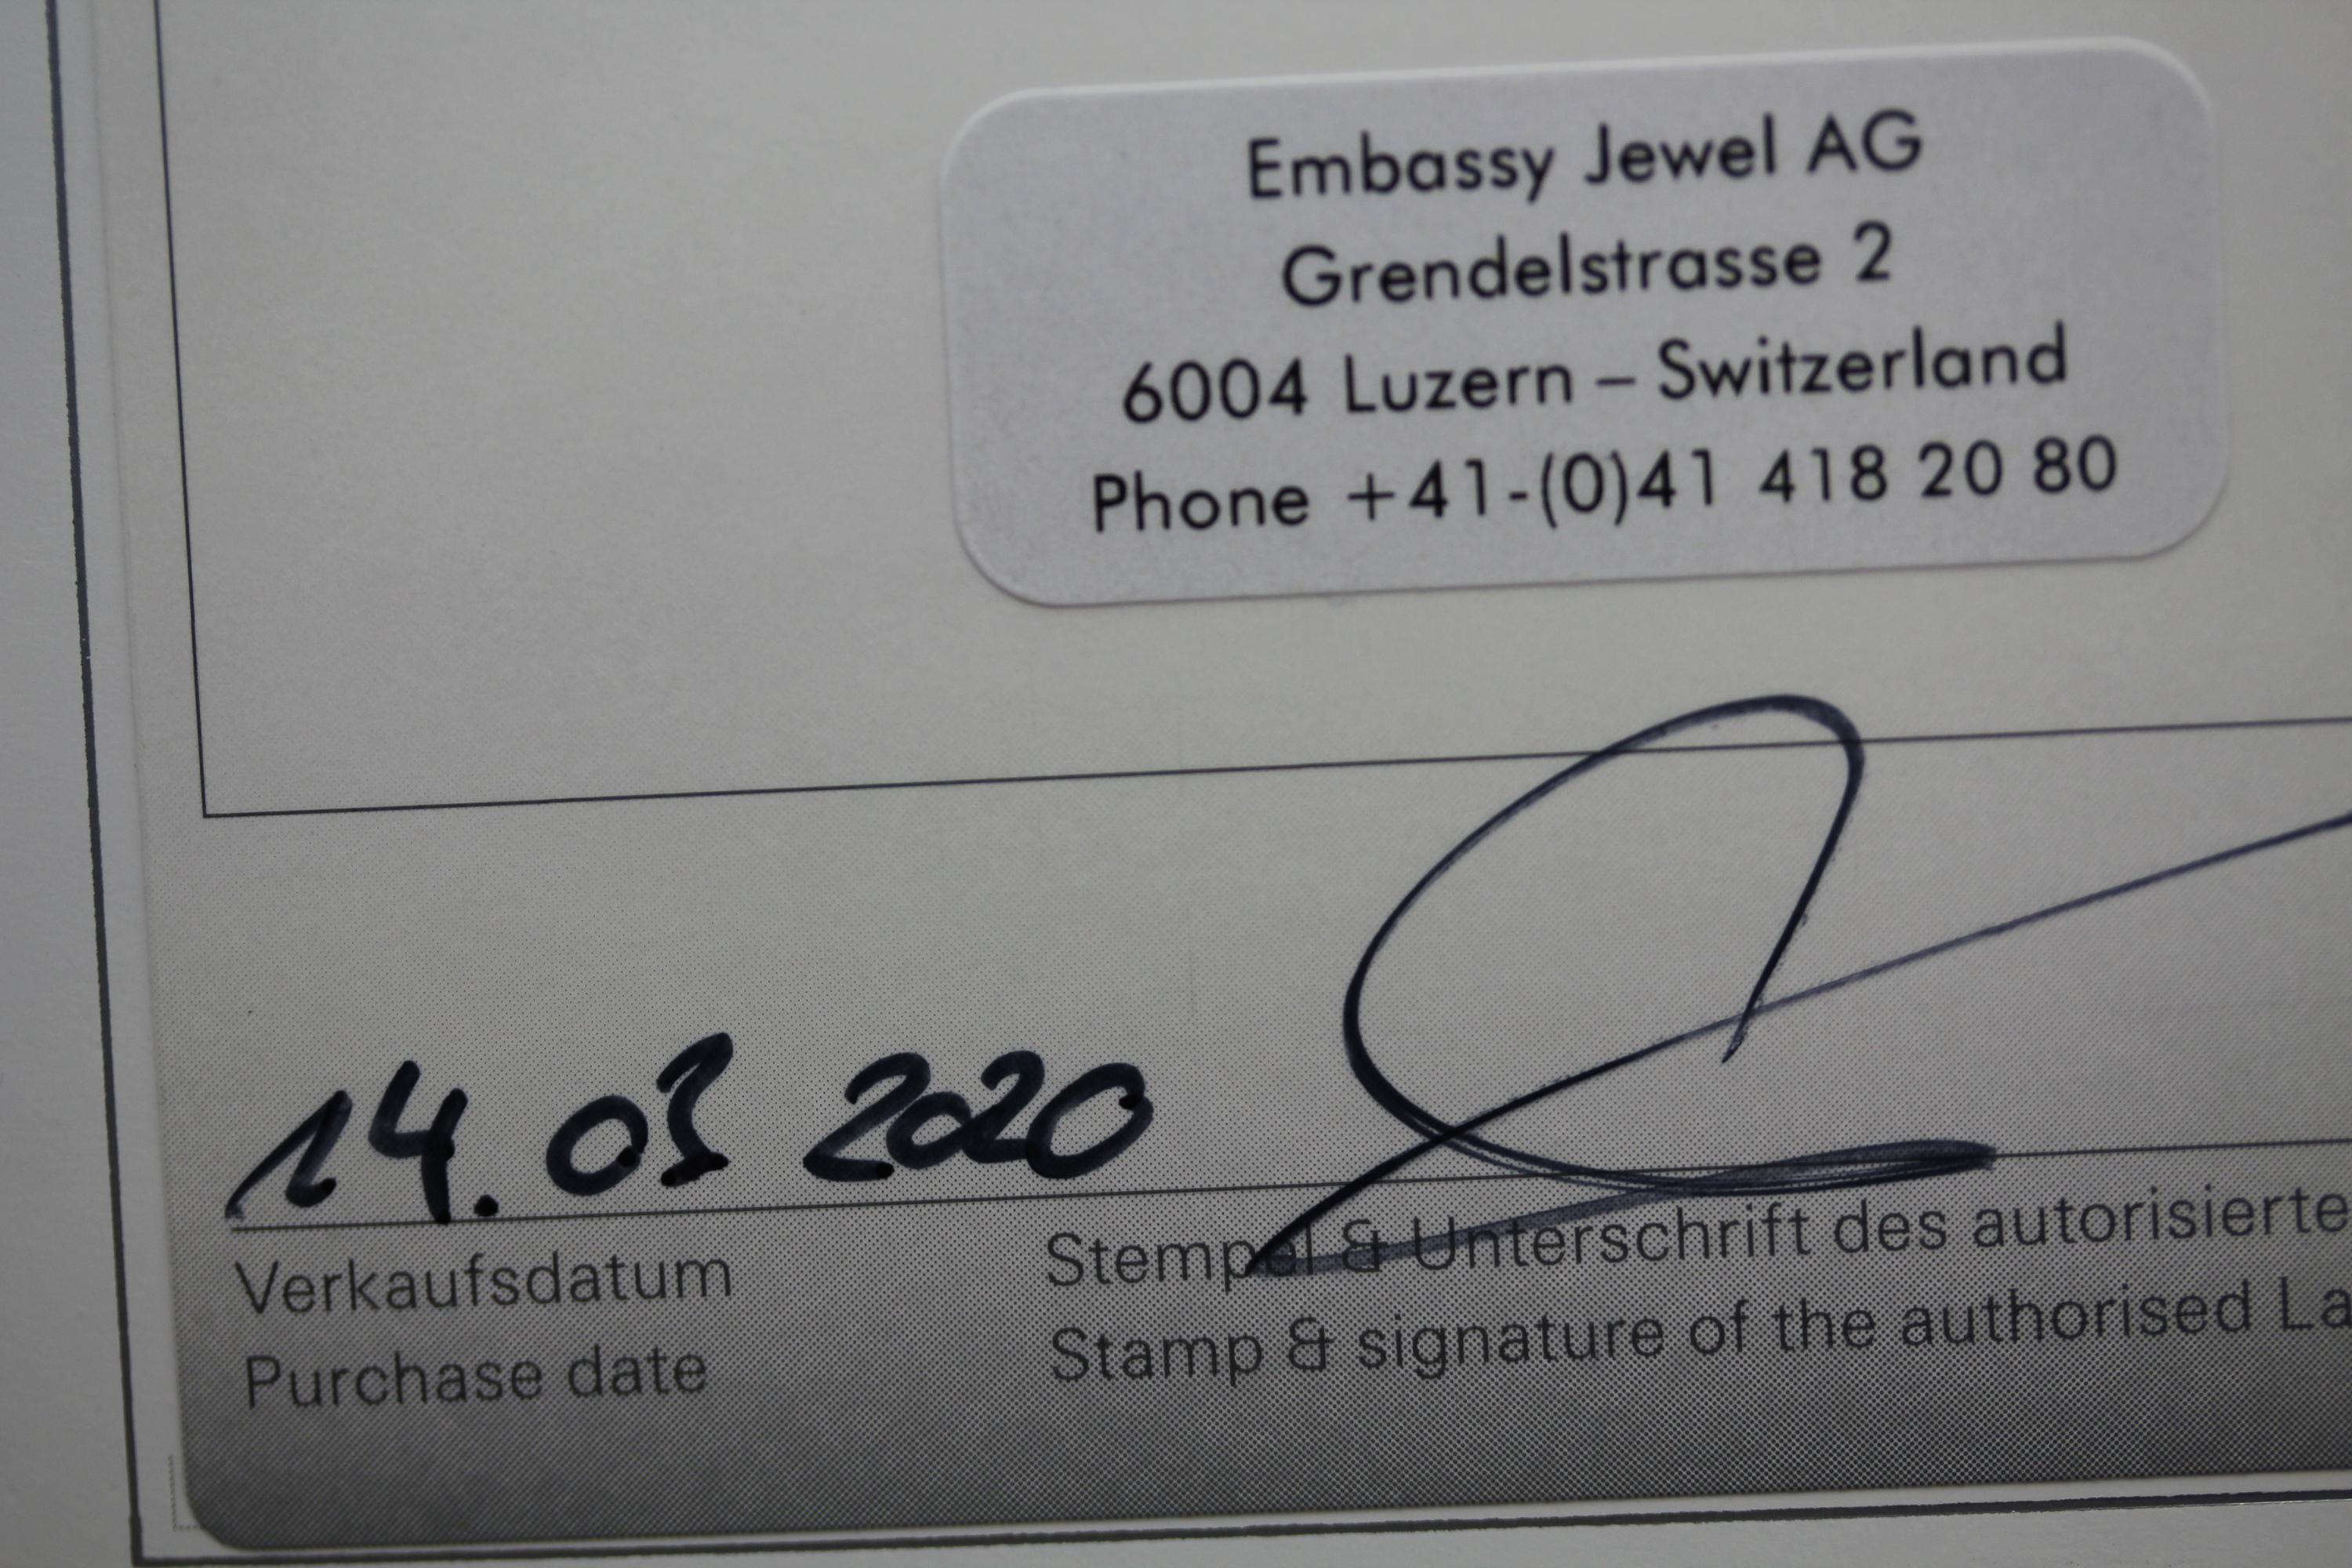 Embassy Jewel AG
Grendelstrasse 2
6004 Luzern – Switzerland
Phone +41-(0)41 418 20 80
14.03 2020
Verkaufsdatum
Purchase date
Stempel & Unterschrift des autorisierte
Stamp & signature of the authorised La